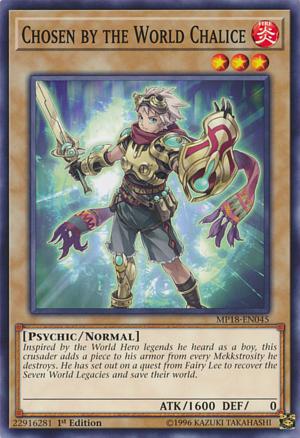 CHOSEN BY THE WORLD CHALICE
FIRE
炎
MP18-EN045
[PSYCHIC/NORMAL]
Inspired by the World Hero legends he heard as a boy, this
crusader adds a piece to his armor from every Mekkstrosity he
destroys. He has set out on a quest from Fairy Lee to recover the
Seven World Legacies and save their world.
ATK/1600 DEF/ 0
22916281 1st Edition ©1996 KAZUKI TAKAHASHI